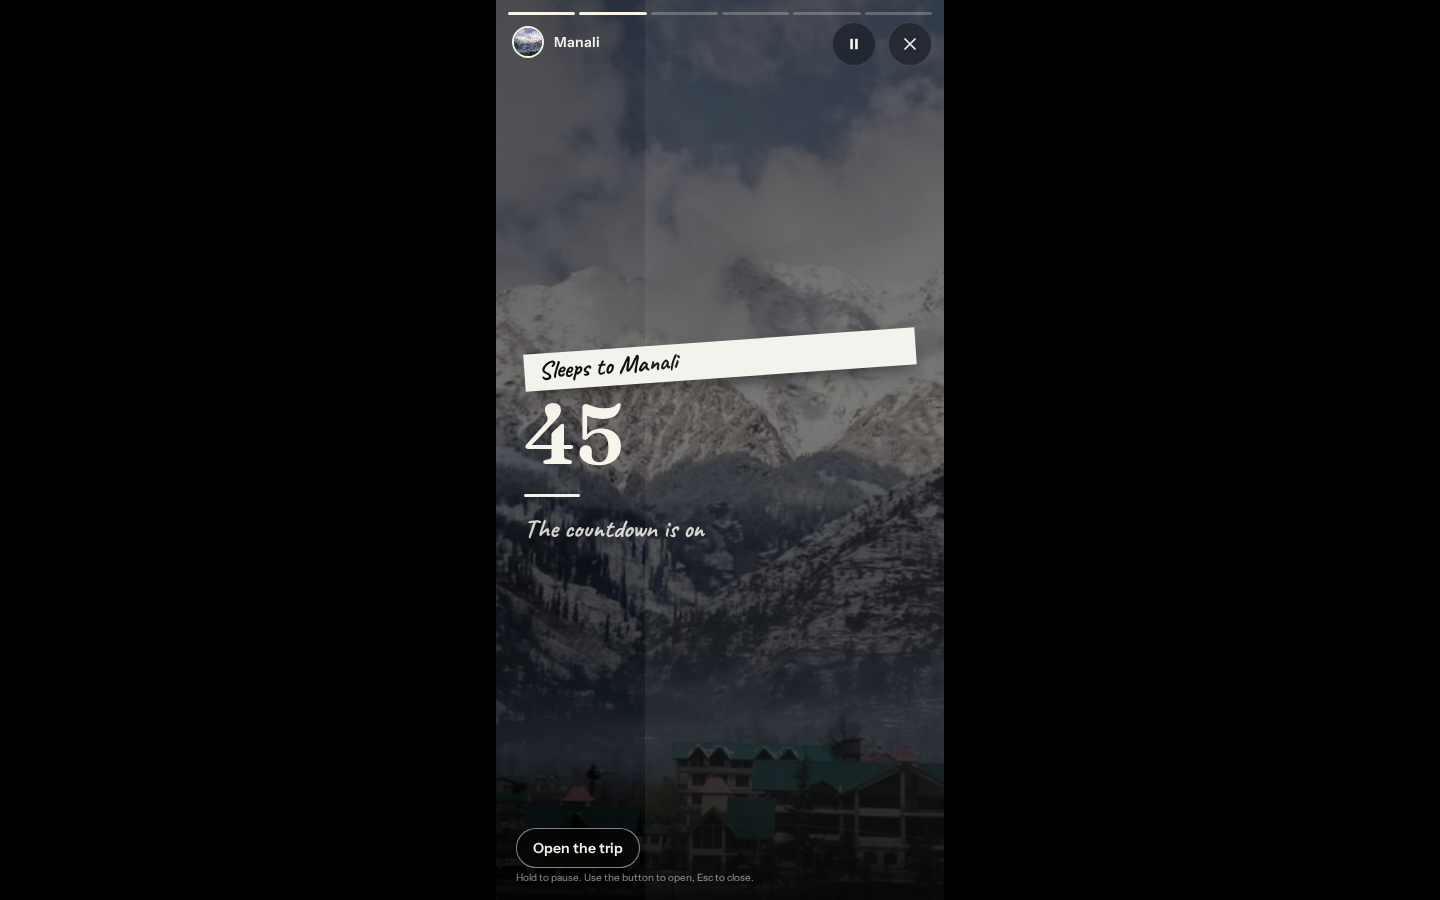 Manali
Sleeps to Manali
45
The countdown is on
Open the trip
Hold to pause. Use the button to open, Esc to close.